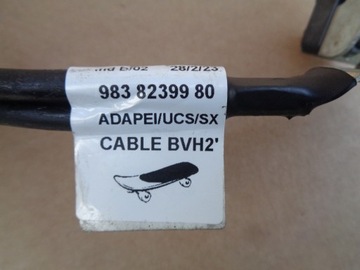 28/2/23
983 82399 80
ADAPEI/UCS/SX
CABLE BVH2'